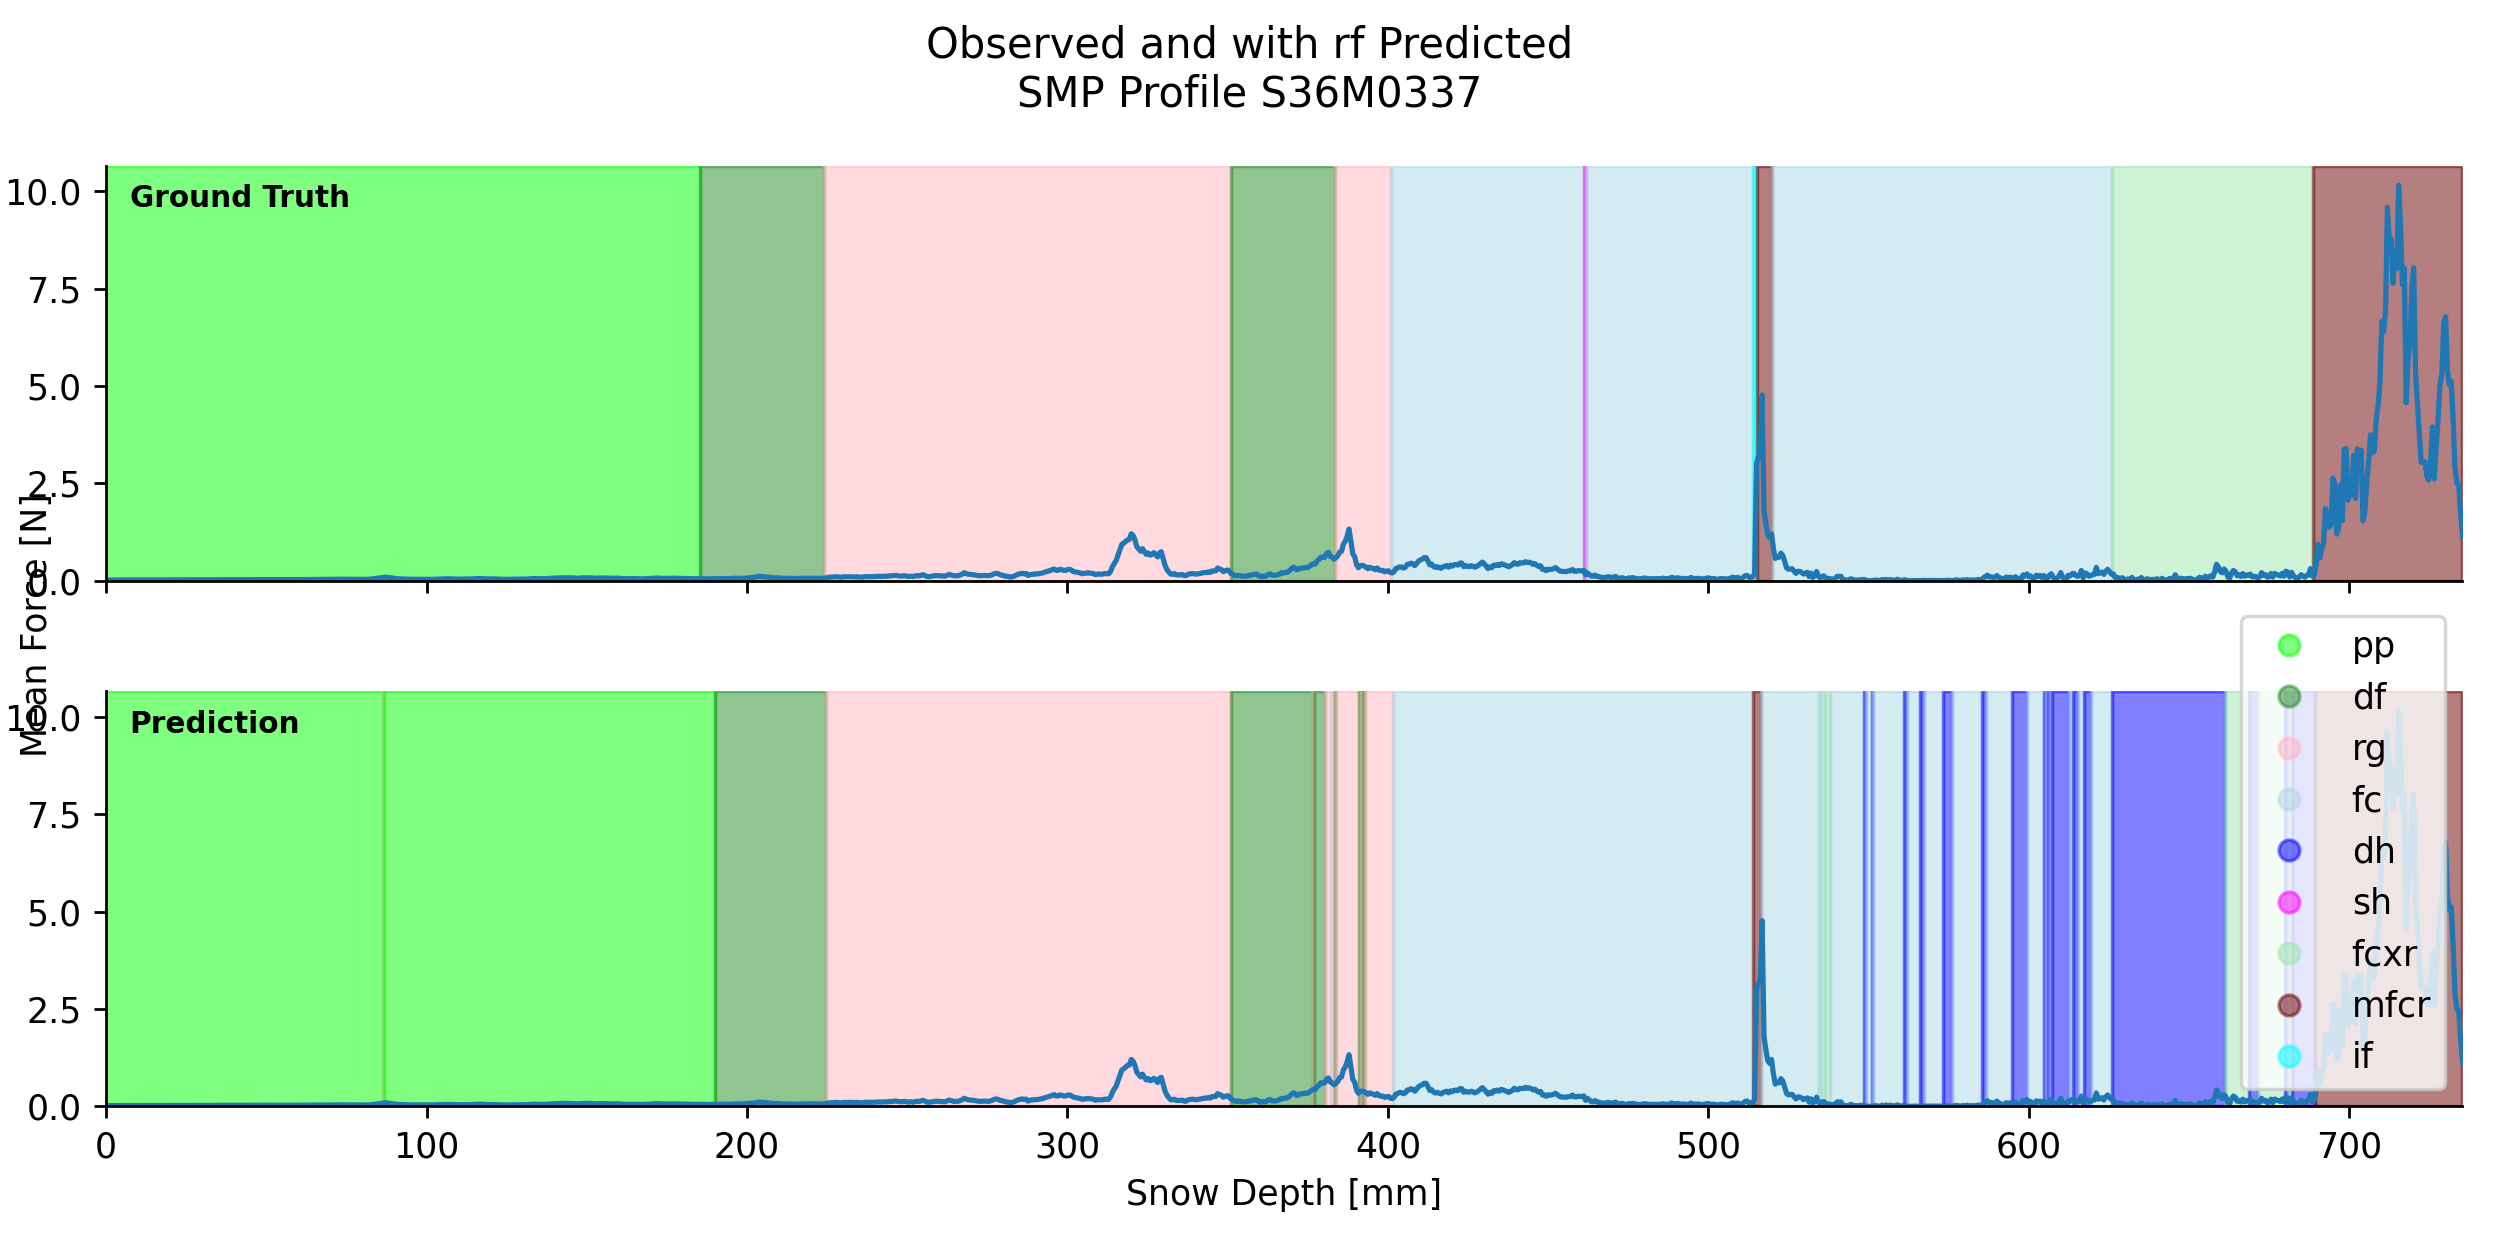 Observed and with rf Predicted
SMP Profile S36M0337
Mean Force [N]
10.0
7.5
5.0
2.5
0.0
Ground Truth
10.0
7.5
5.0
2.5
0.0
Prediction
pp
df
rg
fc
dh
sh
fcxr
mfcr
if
0 100 200 300 400 500 600 700
Snow Depth [mm]